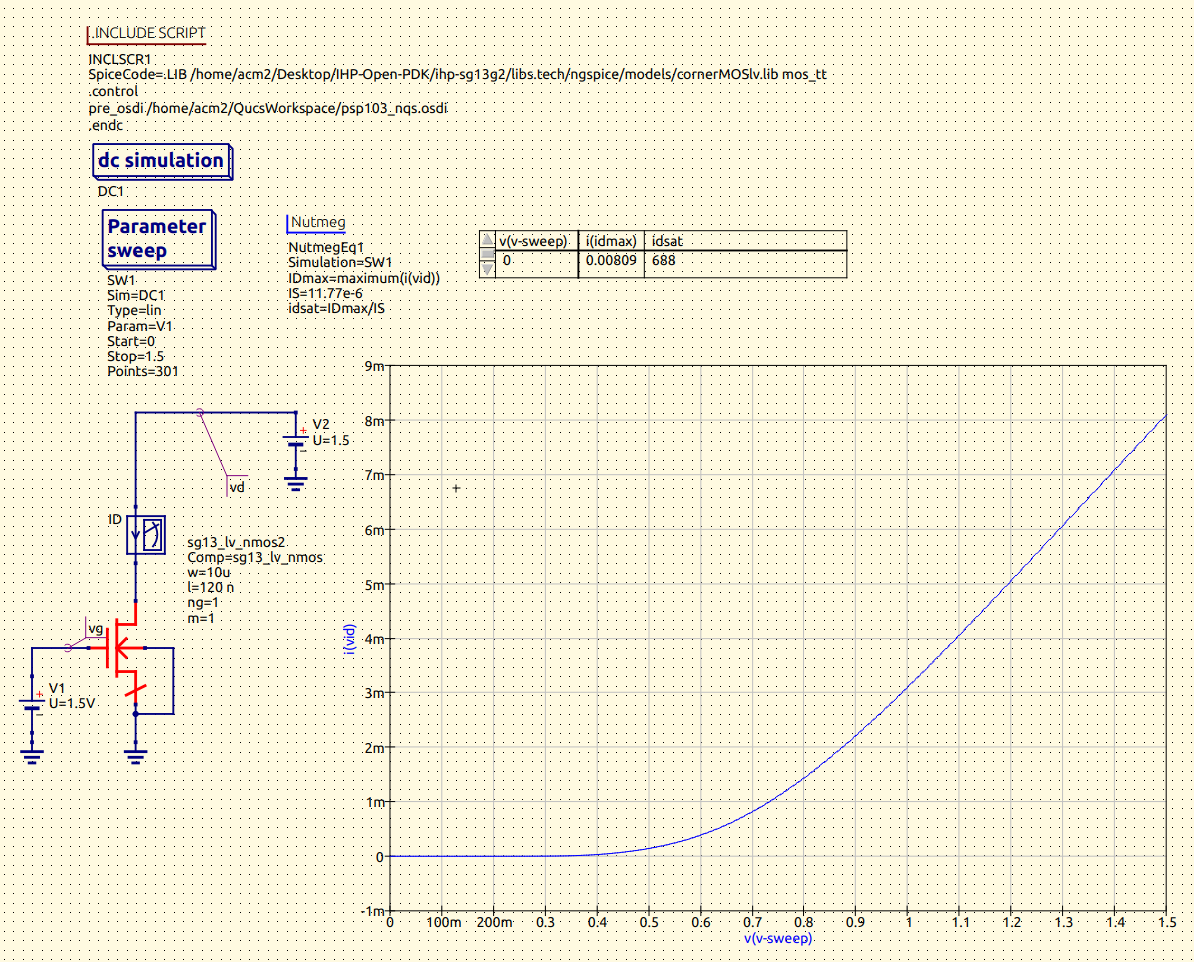 .INCLUDE SCRIPT
INCLSCR1
SpiceCode=.LIB /home/acm2/Desktop/IHP-Open-PDK/ihp-sg13g2/libs.tech/ngspice/models/cornerMOSlv.lib mos_tt
.control
pre_osdi /home/acm2/QucsWorkspace/psp103_nqs.osdi
.endc
dc simulation
DC1
Parameter
sweep
SW1
Sim=DC1
Type=lin
Param=V1
Start=0
Stop=1.5
Points=301
Nutmeg
NutmegEq1
Simulation=SW1
IDmax=maximum(i(vid))
IS=11.77e-6
idsat=IDmax/IS
v(v-sweep) i(idmax) idsat
0 0.00809 688
V2
U=1.5
vd
ID
sg13_lv_nmos2
Comp=sg13_lv_nmos
w=10u
l=120 n
ng=1
m=1
vg
V1
U=1.5V
9m
8m
7m
6m
5m
4m
3m
2m
1m
0
-1m
i(vid)
0 100m 200m 0.3 0.4 0.5 0.6 0.7 0.8 0.9 1 1.1 1.2 1.3 1.4 1.5
v(v-sweep)